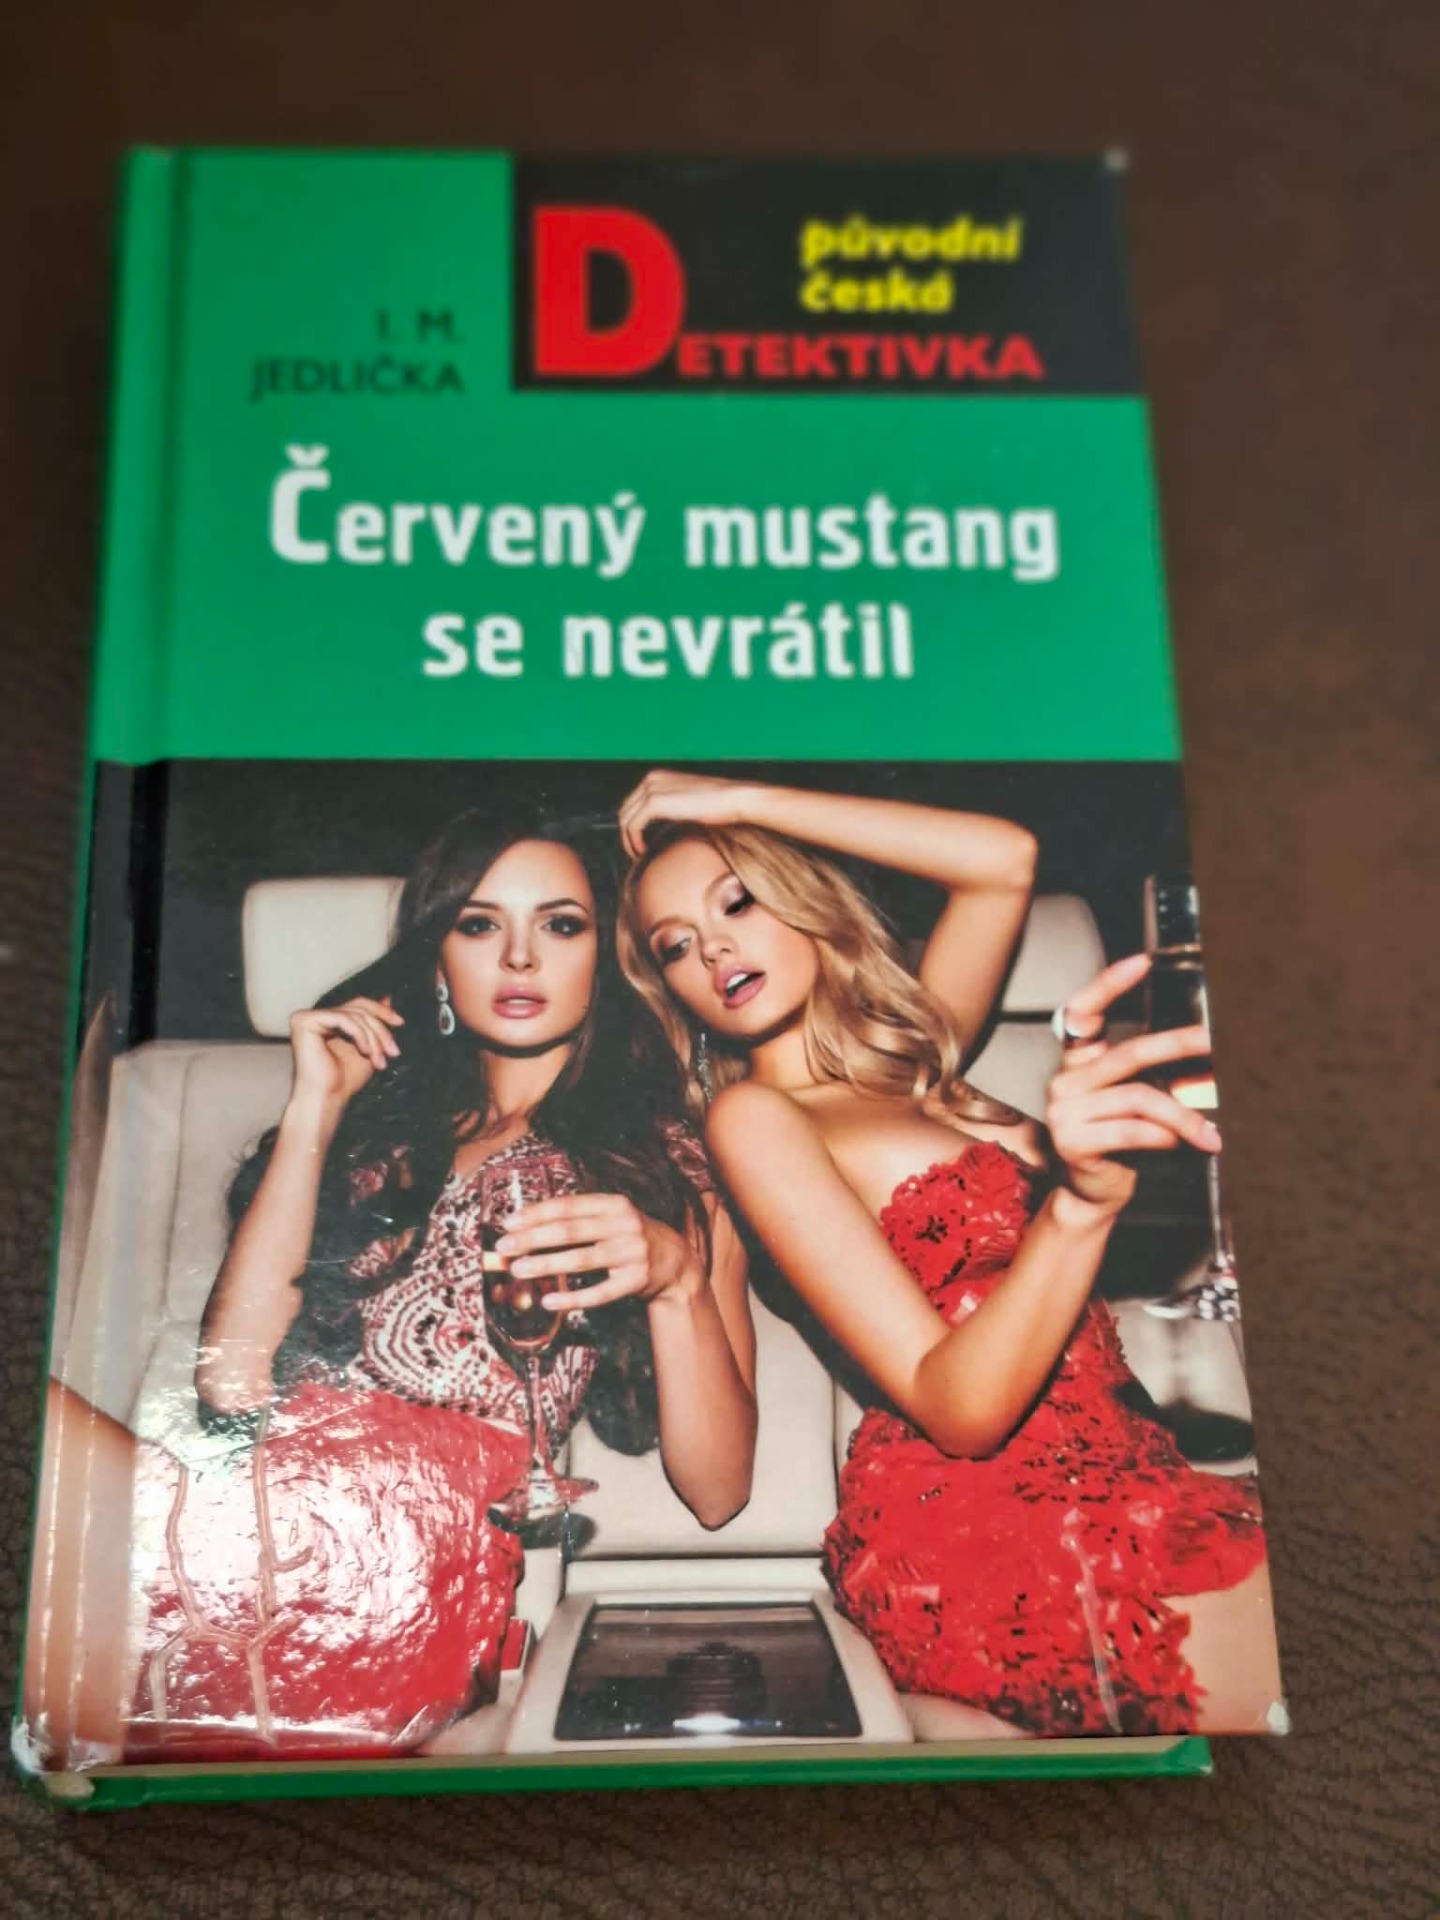 I. M.
JEDLIČKA
původní
česká
DETEKTIVKA
Červený mustang
se nevrátil